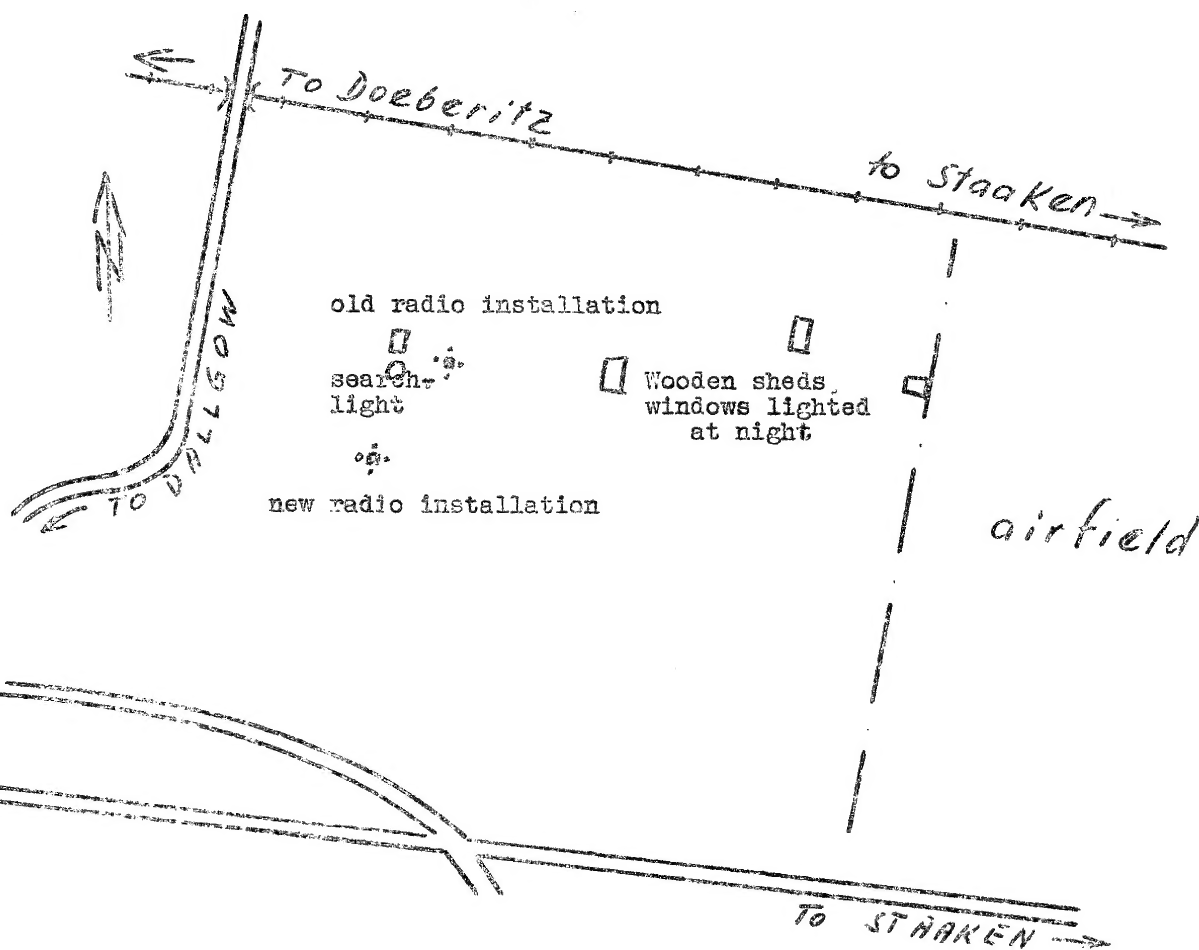 To Doeberitz
to Staaken
N
old radio installation
search-
light
Wooden sheds,
windows lighted
at night
TO DALLGOW
new radio installation
airfield
To STAAKEN